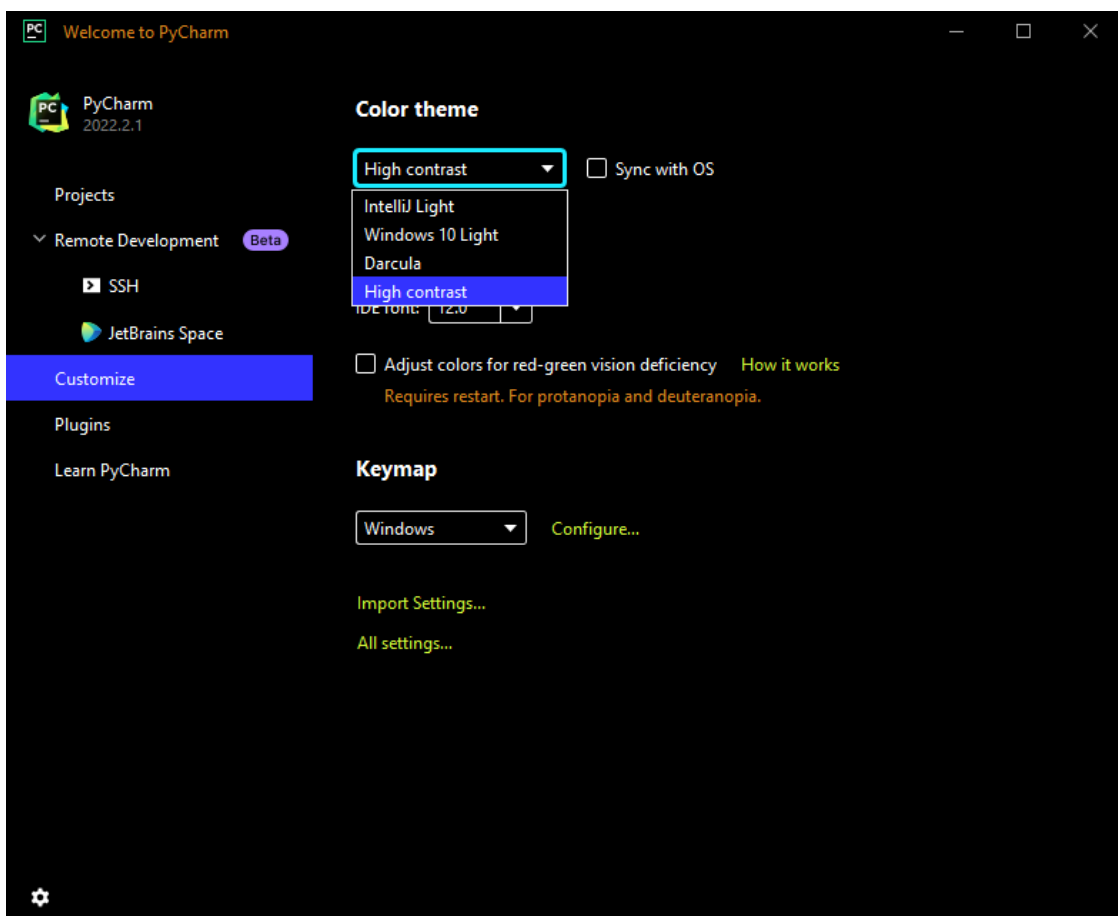 PC Welcome to PyCharm
PC PyCharm
2022.2.1
Projects
Remote Development Beta
SSH
JetBrains Space
Customize
Plugins
Learn PyCharm
Color theme
High contrast Sync with OS
IntelliJ Light
Windows 10 Light
Darcula
High contrast
IDE font: 12.0
Adjust colors for red-green vision deficiency How it works
Requires restart. For protanopia and deuteranopia.
Keymap
Windows Configure...
Import Settings...
All settings...